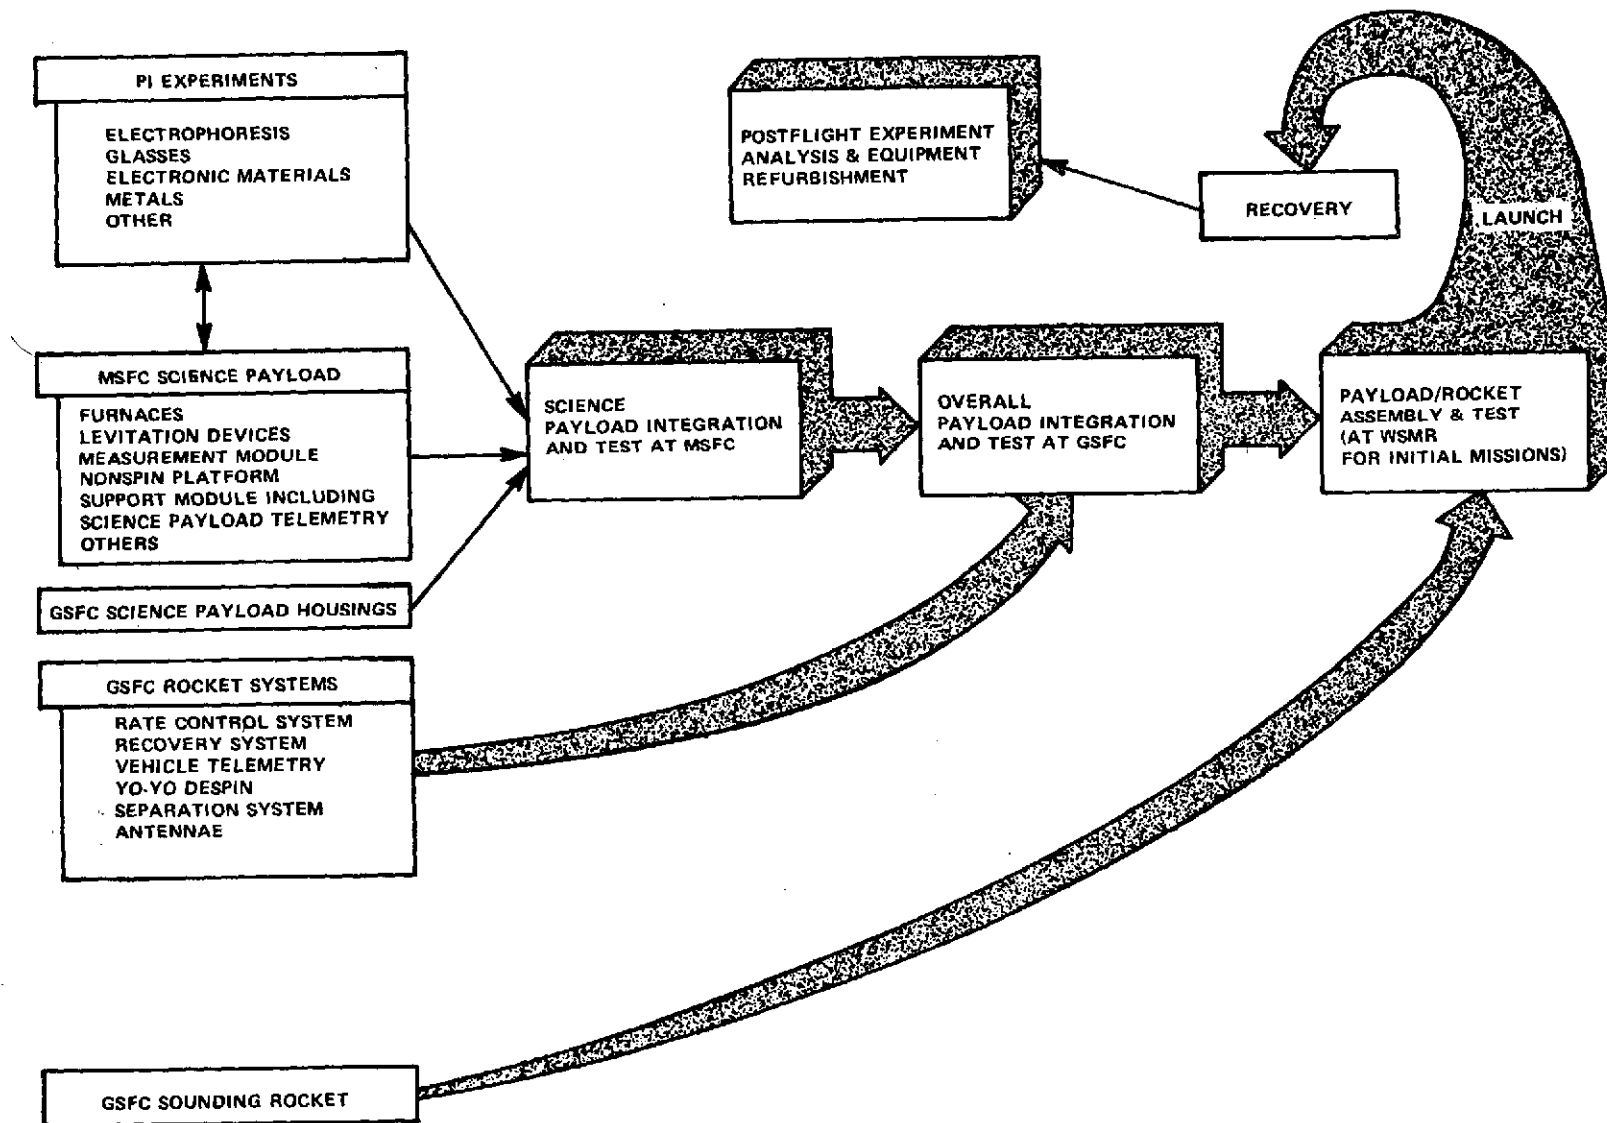 PI EXPERIMENTS
ELECTROPHORESIS
GLASSES
ELECTRONIC MATERIALS
METALS
OTHER
MSFC SCIENCE PAYLOAD
FURNACES
LEVITATION DEVICES
MEASUREMENT MODULE
NONSPIN PLATFORM
SUPPORT MODULE INCLUDING
SCIENCE PAYLOAD TELEMETRY
OTHERS
GSFC SCIENCE PAYLOAD HOUSINGS
GSFC ROCKET SYSTEMS
RATE CONTROL SYSTEM
RECOVERY SYSTEM
VEHICLE TELEMETRY
YO-YO DESPIN
SEPARATION SYSTEM
ANTENNAE
GSFC SOUNDING ROCKET
SCIENCE
PAYLOAD INTEGRATION
AND TEST AT MSFC
OVERALL
PAYLOAD INTEGRATION
AND TEST AT GSFC
PAYLOAD/ROCKET
ASSEMBLY & TEST
(AT WSMR
FOR INITIAL MISSIONS)
LAUNCH
RECOVERY
POSTFLIGHT EXPERIMENT
ANALYSIS & EQUIPMENT
REFURBISHMENT